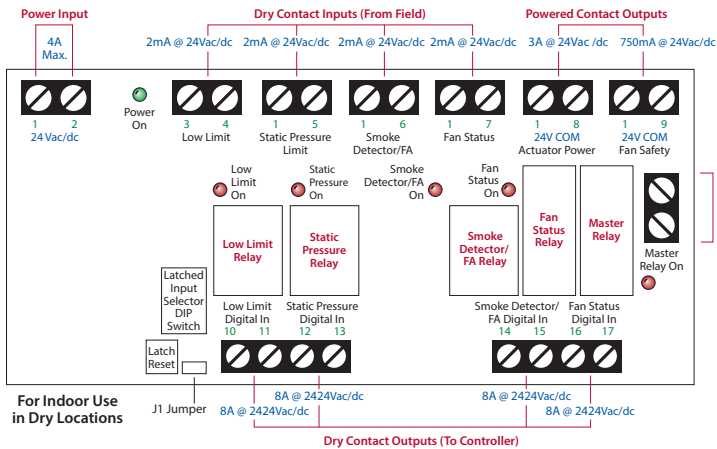 Power Input
Dry Contact Inputs (From Field)
Powered Contact Outputs
4A
Max.
2mA @ 24Vac/dc
2mA @ 24Vac/dc
2mA @ 24Vac/dc
2mA @ 24Vac/dc
3A @ 24Vac/dc
750mA @ 24Vac/dc
1 2
24 Vac/dc
Power
On
3 4
Low Limit
1 5
Static Pressure
Limit
1 6
Smoke
Detector/FA
1 7
Fan Status
1 8
24V COM
Actuator Power
1 9
24V COM
Fan Safety
Low
Limit
On
Static
Pressure
On
Smoke
Detector/FA
On
Fan
Status
On
Low Limit
Relay
Static
Pressure
Relay
Smoke
Detector/
FA Relay
Fan
Status
Relay
Master
Relay
Master
Relay On
Latched
Input
Selector
DIP
Switch
Low Limit
Digital In
10 11
Static Pressure
Digital In
12 13
Smoke Detector/
FA Digital In
14 15
Fan Status
Digital In
16 17
Latch
Reset
J1 Jumper
For Indoor Use
in Dry Locations
8A @ 2424Vac/dc
8A @ 2424Vac/dc
8A @ 2424Vac/dc
8A @ 2424Vac/dc
Dry Contact Outputs (To Controller)